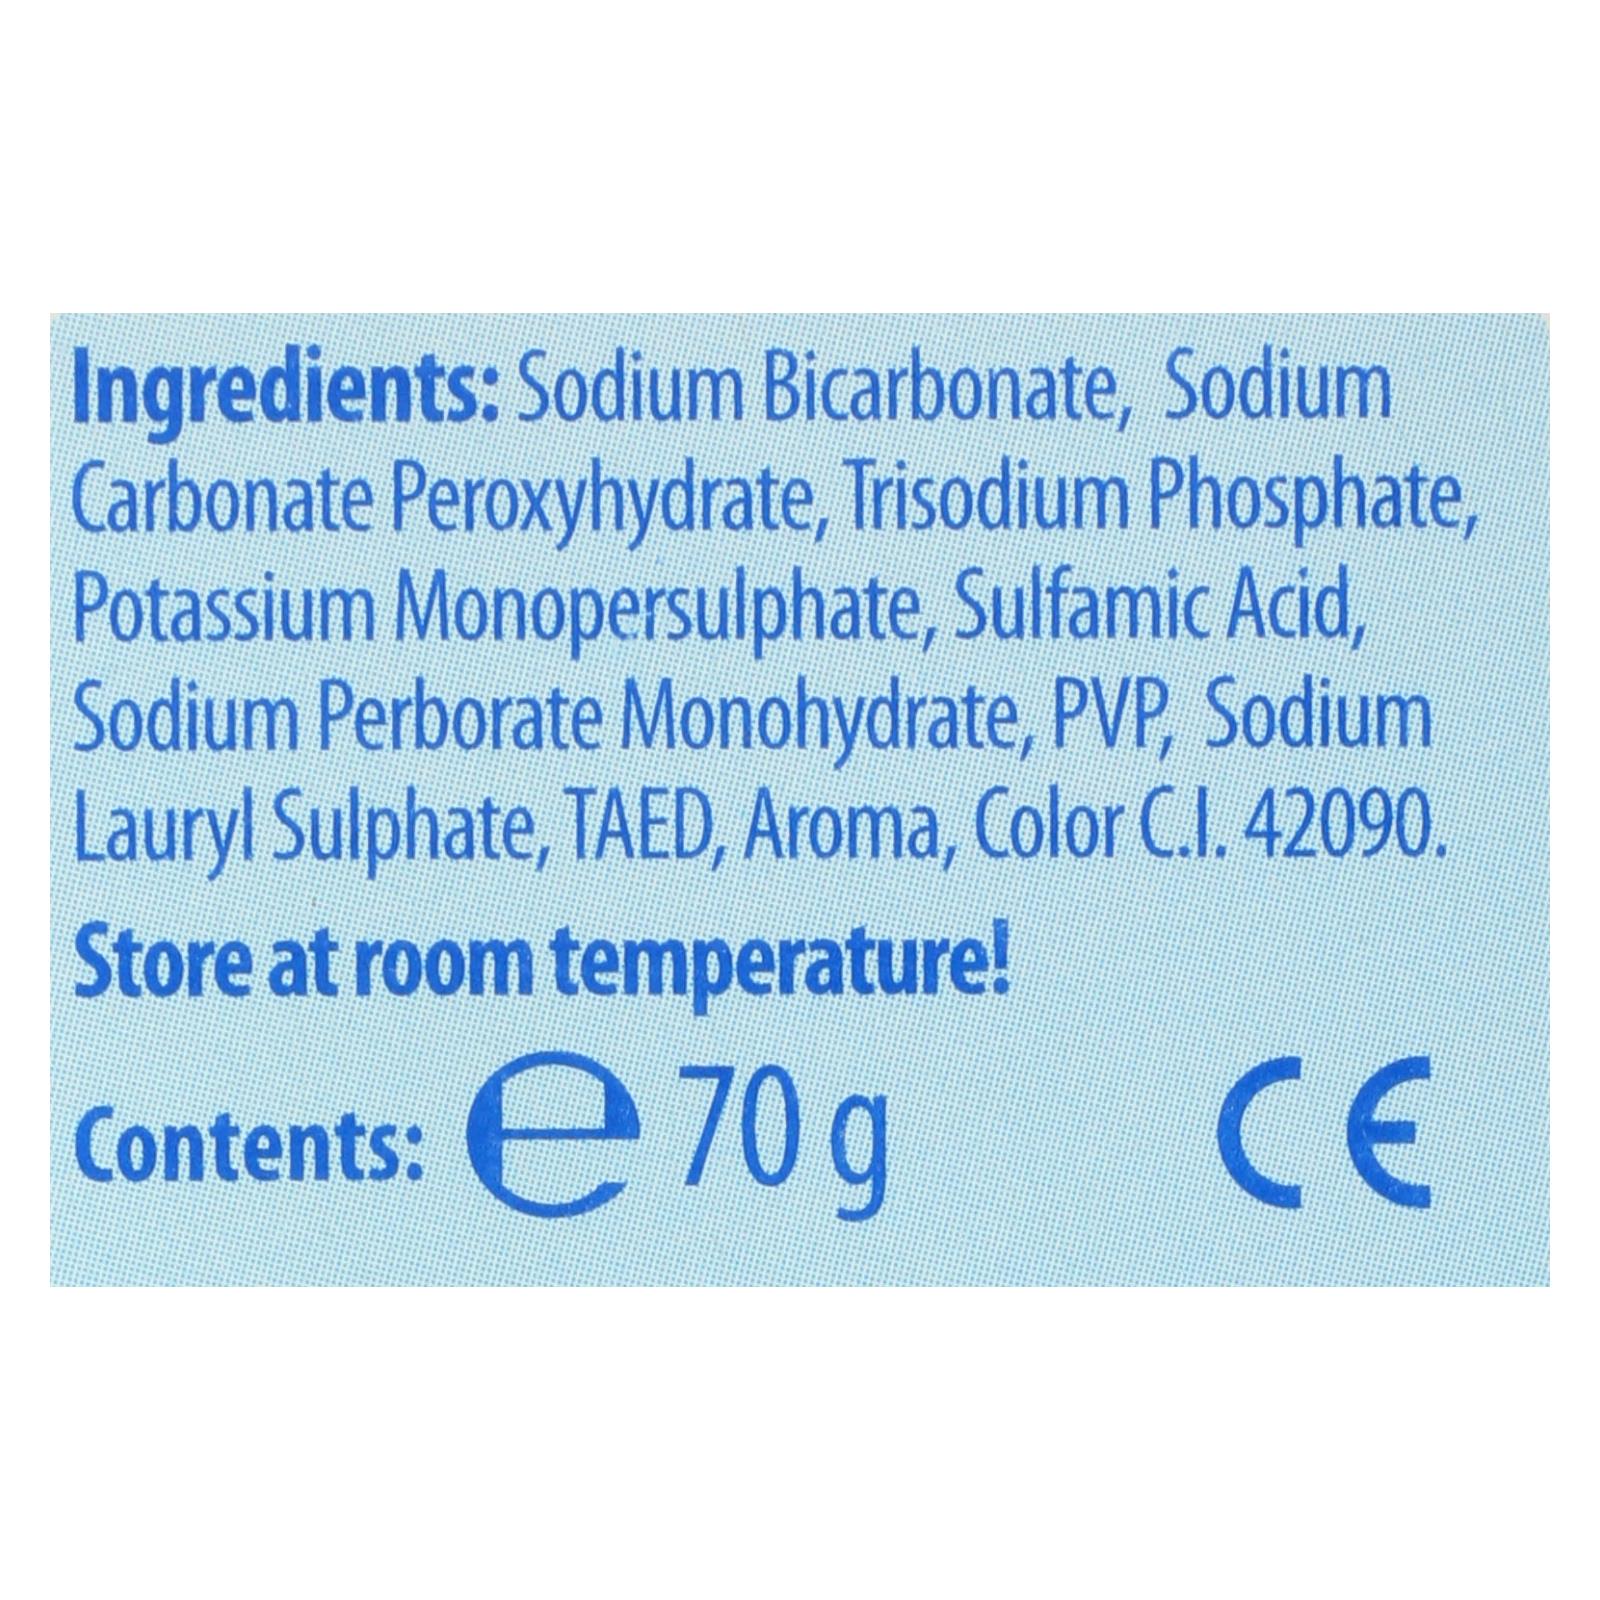 Ingredients: Sodium Bicarbonate, Sodium
Carbonate Peroxyhydrate, Trisodium Phosphate,
Potassium Monopersulphate, Sulfamic Acid,
Sodium Perborate Monohydrate, PVP, Sodium
Lauryl Sulphate, TAED, Aroma, Color C.I. 42090.
Store at room temperature!
Contents: ℮ 70 g CE